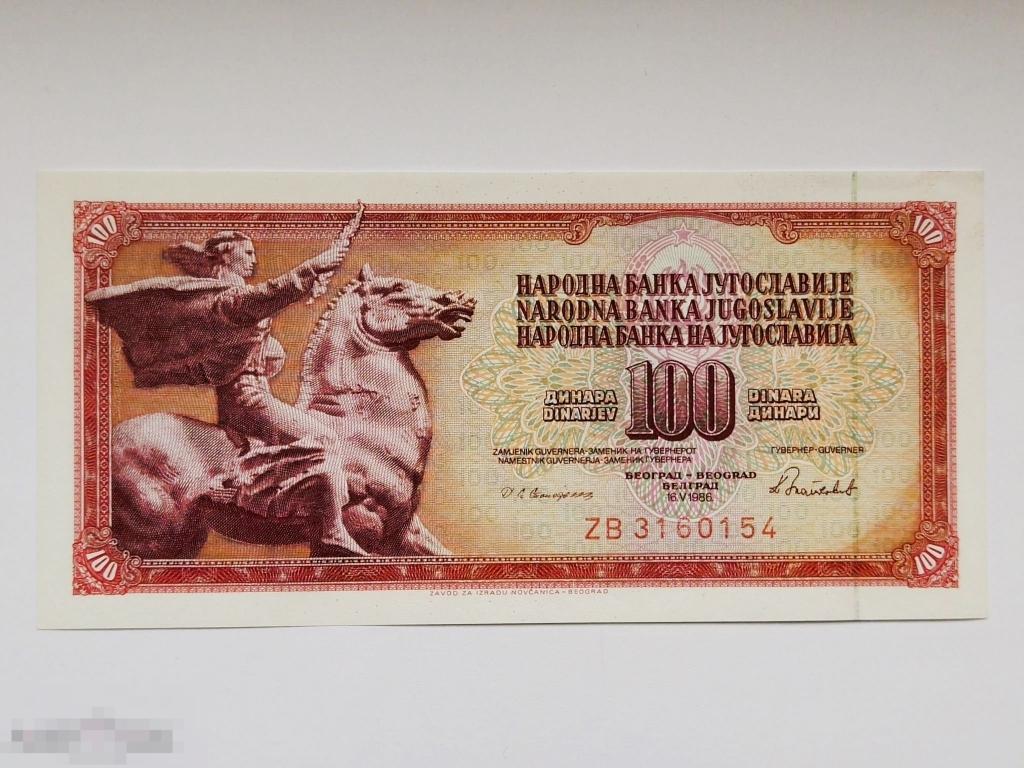 100
100
НАРОДНА БАНКА ЈУГОСЛАВИЈЕ
NARODNA BANKA JUGOSLAVIJE
НАРОДНА БАНКА НА ЈУГОСЛАВИЈА
ДИНАРА 100 DINARA
DINARJEV ДИНАРИ
ZAMJENIK GUVERNERA·ЗАМЕНИК НА ГУВЕРНЕРОТ ГУВЕРНЕР·GUVERNER
NAMESTNIK GUVERNERJA·ЗАМЕНИК ГУВЕРНЕРА
БЕОГРАД·BEOGRAD
БЕЛГРАД
16.V 1986.
ZB 3160154
100
100
ZAVOD ZA IZRADU NOVČANICA–BEOGRAD